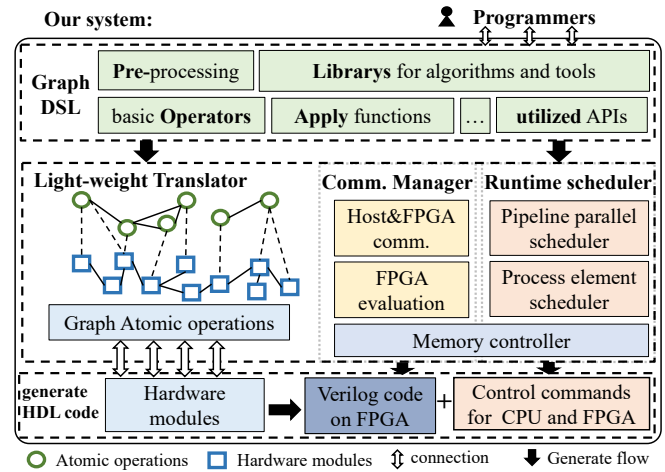 Our system:
Programmers
Graph
DSL
Pre-processing
Librarys for algorithms and tools
basic Operators
Apply functions
...
utilized APIs
Light-weight Translator
Comm. Manager
Runtime scheduler
Host&FPGA
comm.
Pipeline parallel
scheduler
FPGA
evaluation
Process element
scheduler
Graph Atomic operations
Memory controller
generate
HDL code
Hardware
modules
Verilog code
on FPGA
+
Control commands
for CPU and FPGA
Atomic operations
Hardware modules
connection
Generate flow